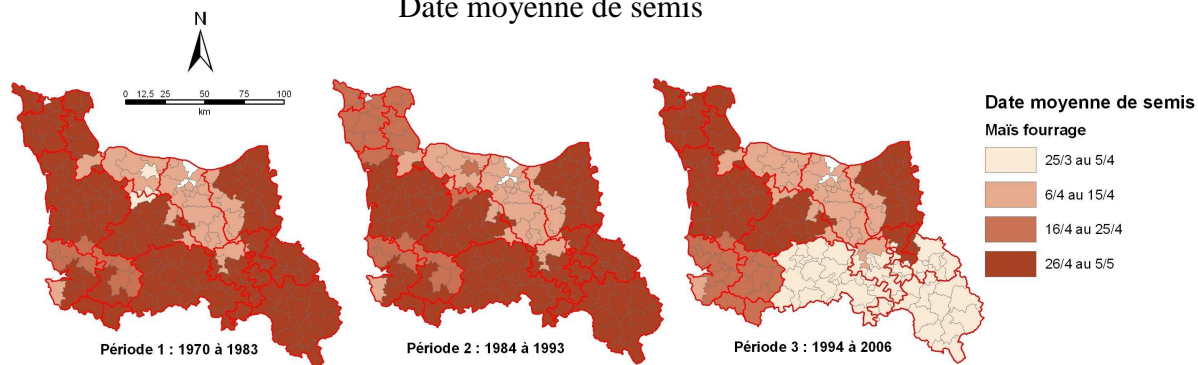 Date moyenne de semis
N
0 12,5 25 50 75 100
km
Date moyenne de semis
Maïs fourrage
25/3 au 5/4
6/4 au 15/4
16/4 au 25/4
26/4 au 5/5
Période 1 : 1970 à 1983
Période 2 : 1984 à 1993
Période 3 : 1994 à 2006